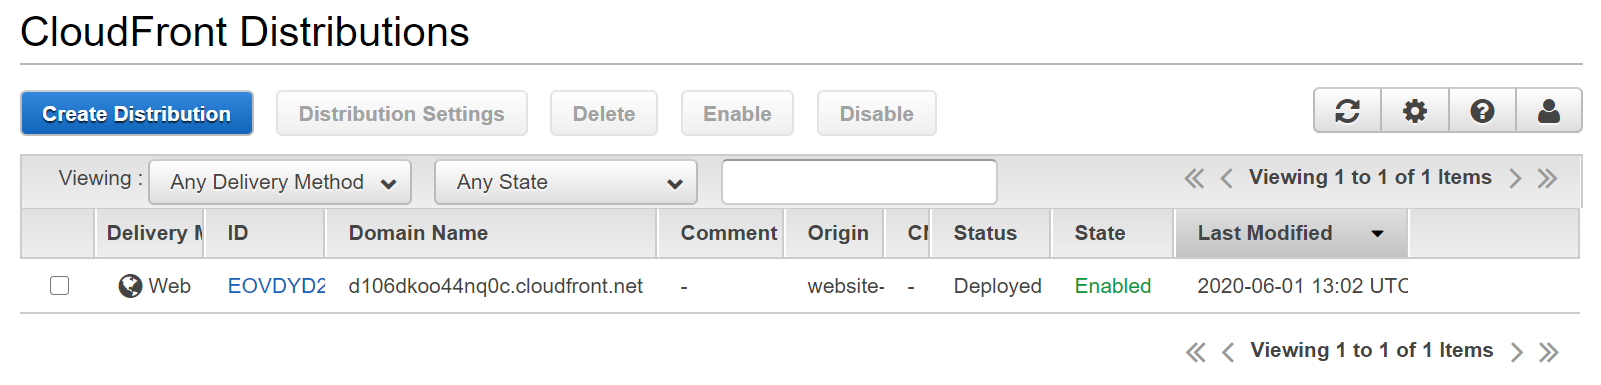 CloudFront Distributions
Create Distribution Distribution Settings Delete Enable Disable
Viewing : Any Delivery Method Any State Viewing 1 to 1 of 1 Items
Delivery M ID Domain Name Comment Origin CN Status State Last Modified
Web EOVDYD2 d106dkoo44nq0c.cloudfront.net - website- - Deployed Enabled 2020-06-01 13:02 UTC
Viewing 1 to 1 of 1 Items